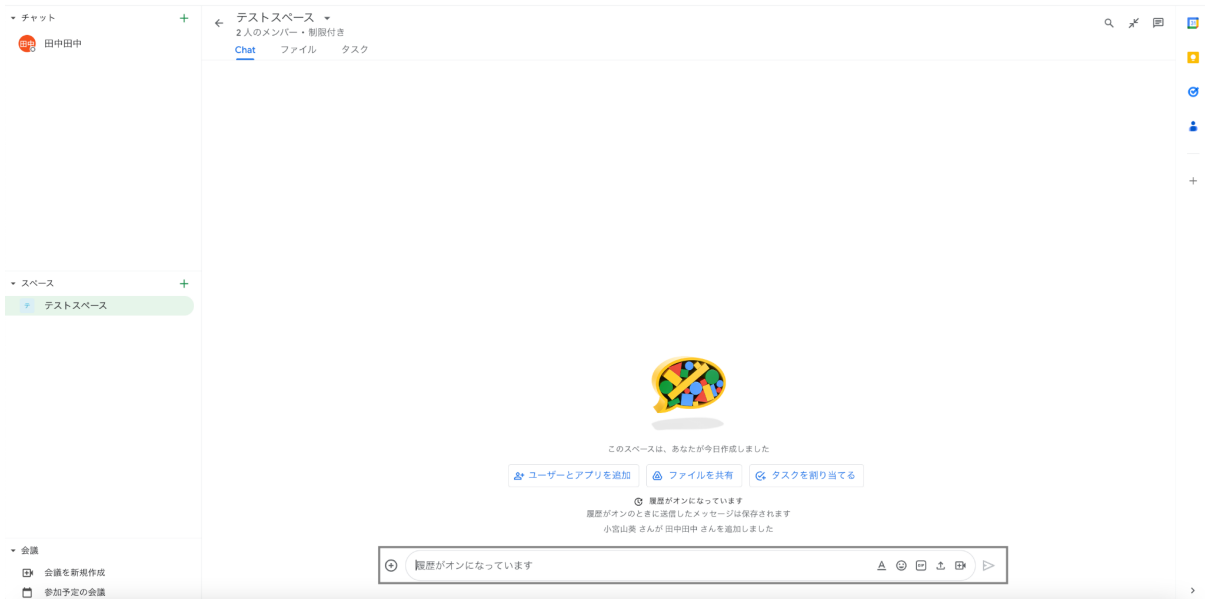 チャット
田中
田中田中
スペース
テ
テストスペース
会議
会議を新規作成
参加予定の会議
テストスペース
2 人のメンバー・制限付き
Chat ファイル タスク
このスペースは、あなたが今日作成しました
ユーザーとアプリを追加 ファイルを共有 タスクを割り当てる
履歴がオンになっています
履歴がオンのときに送信したメッセージは保存されます
小宮山葵 さんが 田中田中 さんを追加しました
履歴がオンになっています
A GIF